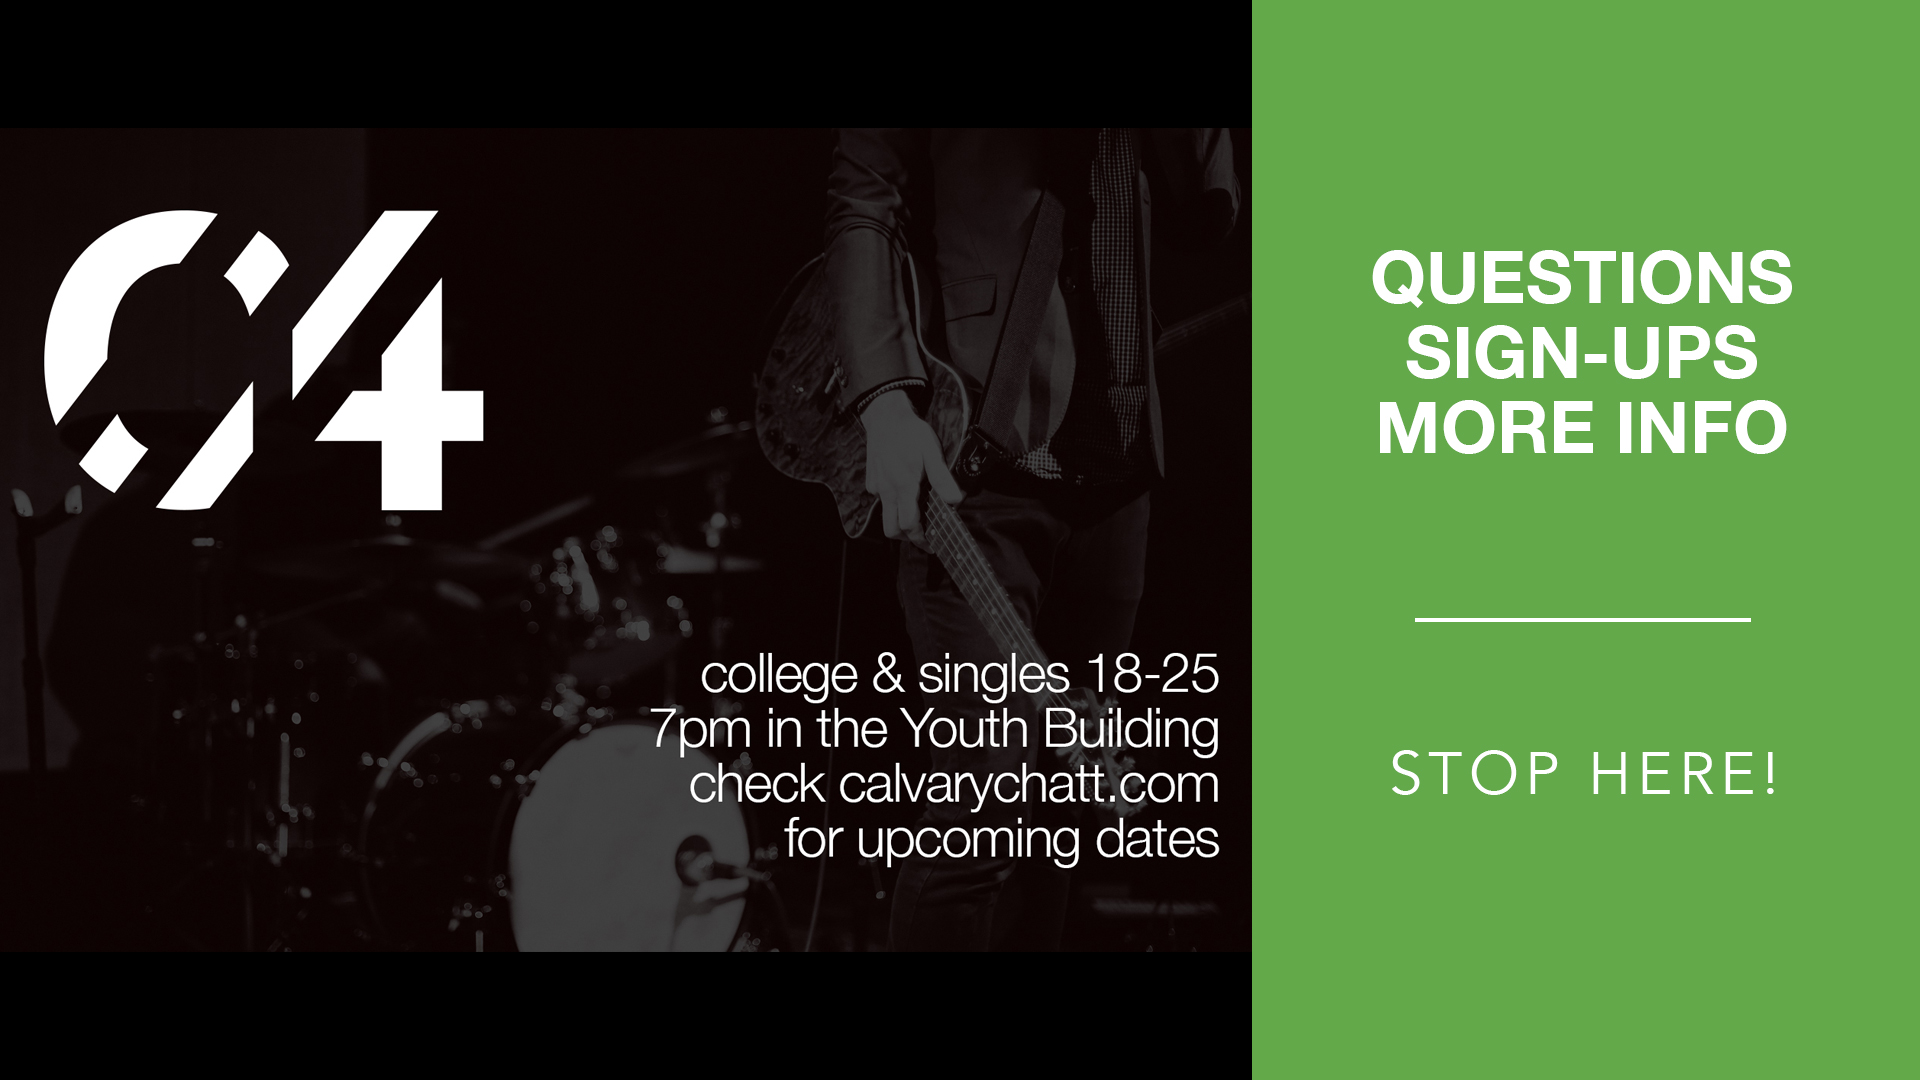 C4
college & singles 18-25
7pm in the Youth Building
check calvarychatt.com
for upcoming dates
QUESTIONS
SIGN-UPS
MORE INFO
STOP HERE!